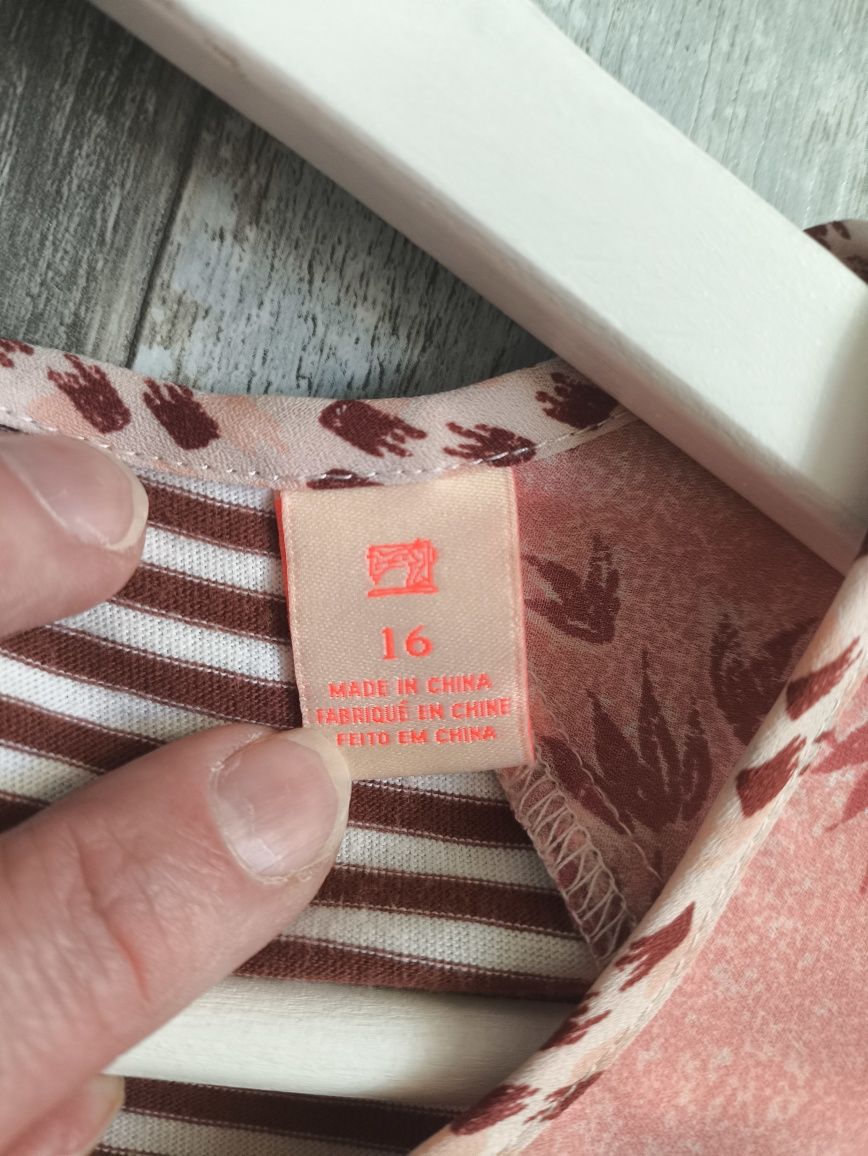 16
MADE IN CHINA
FABRIQUÉ EN CHINE
FEITO EM CHINA